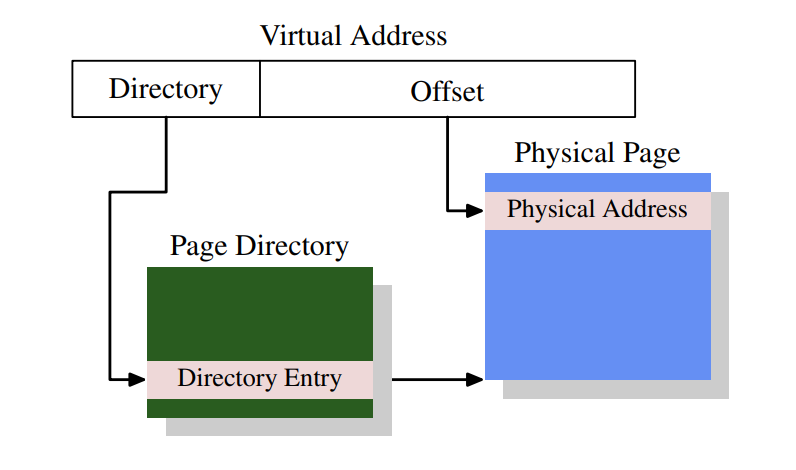 Virtual Address
Directory
Offset
Physical Page
Physical Address
Page Directory
Directory Entry